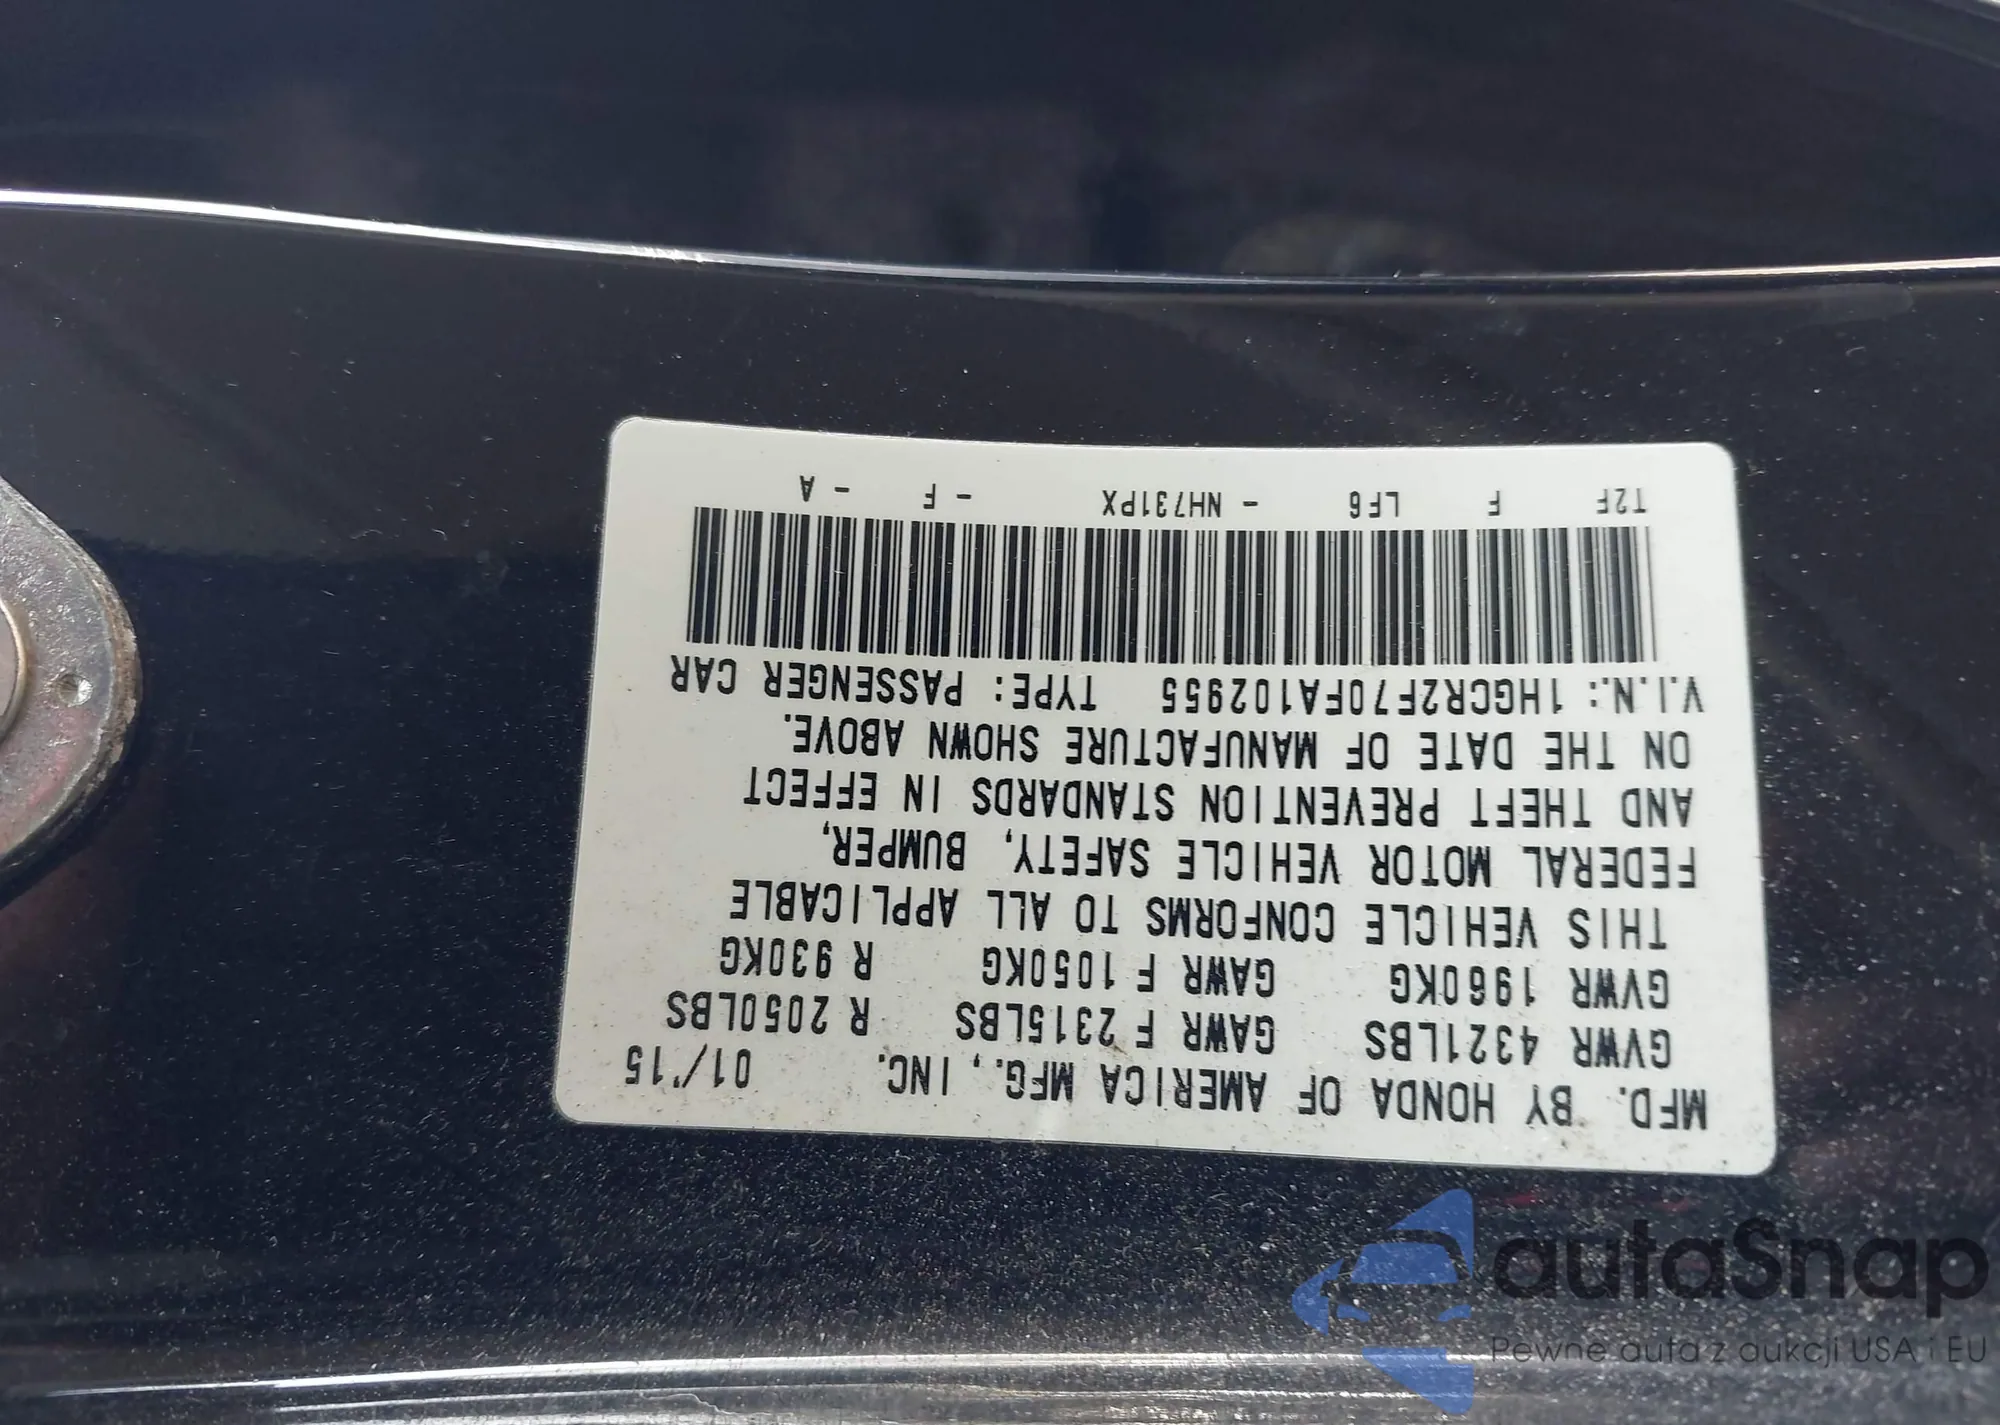 MFD. BY HONDA OF AMERICA MFG., INC. 01/'15
GVWR 4321LBS GAWR F 2315LBS R 2050LBS
GVWR 1960KG GAWR F 1050KG R 930KG
THIS VEHICLE CONFORMS TO ALL APPLICABLE
FEDERAL MOTOR VEHICLE SAFETY, BUMPER,
AND THEFT PREVENTION STANDARDS IN EFFECT
ON THE DATE OF MANUFACTURE SHOWN ABOVE.
V.I.N.: 1HGCR2F70FA102955 TYPE: PASSENGER CAR
T2F F LF6 - NH731PX - F - A
autaSnap
Pewne auta z aukcji USA i EU